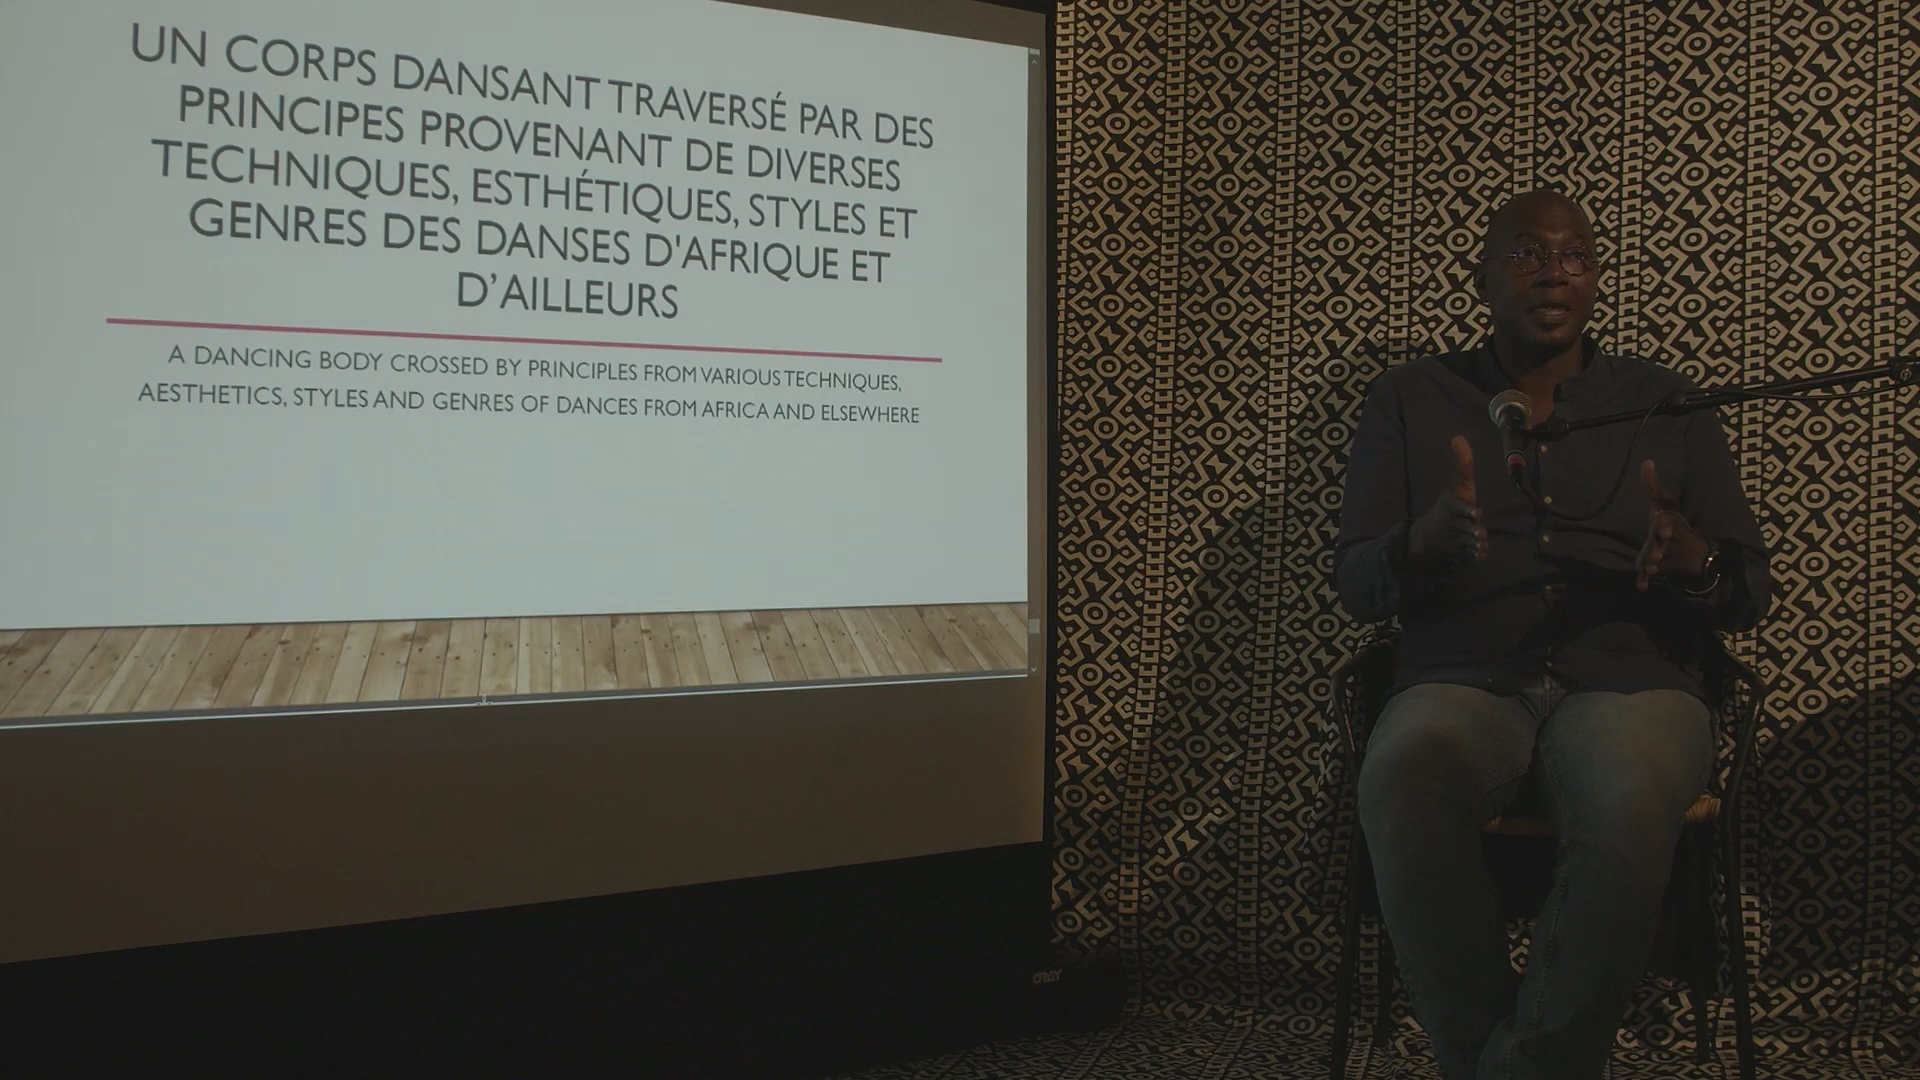 UN CORPS DANSANT TRAVERSÉ PAR DES
PRINCIPES PROVENANT DE DIVERSES
TECHNIQUES, ESTHÉTIQUES, STYLES ET
GENRES DES DANSES D'AFRIQUE ET
D’AILLEURS
A DANCING BODY CROSSED BY PRINCIPLES FROM VARIOUS TECHNIQUES,
AESTHETICS, STYLES AND GENRES OF DANCES FROM AFRICA AND ELSEWHERE